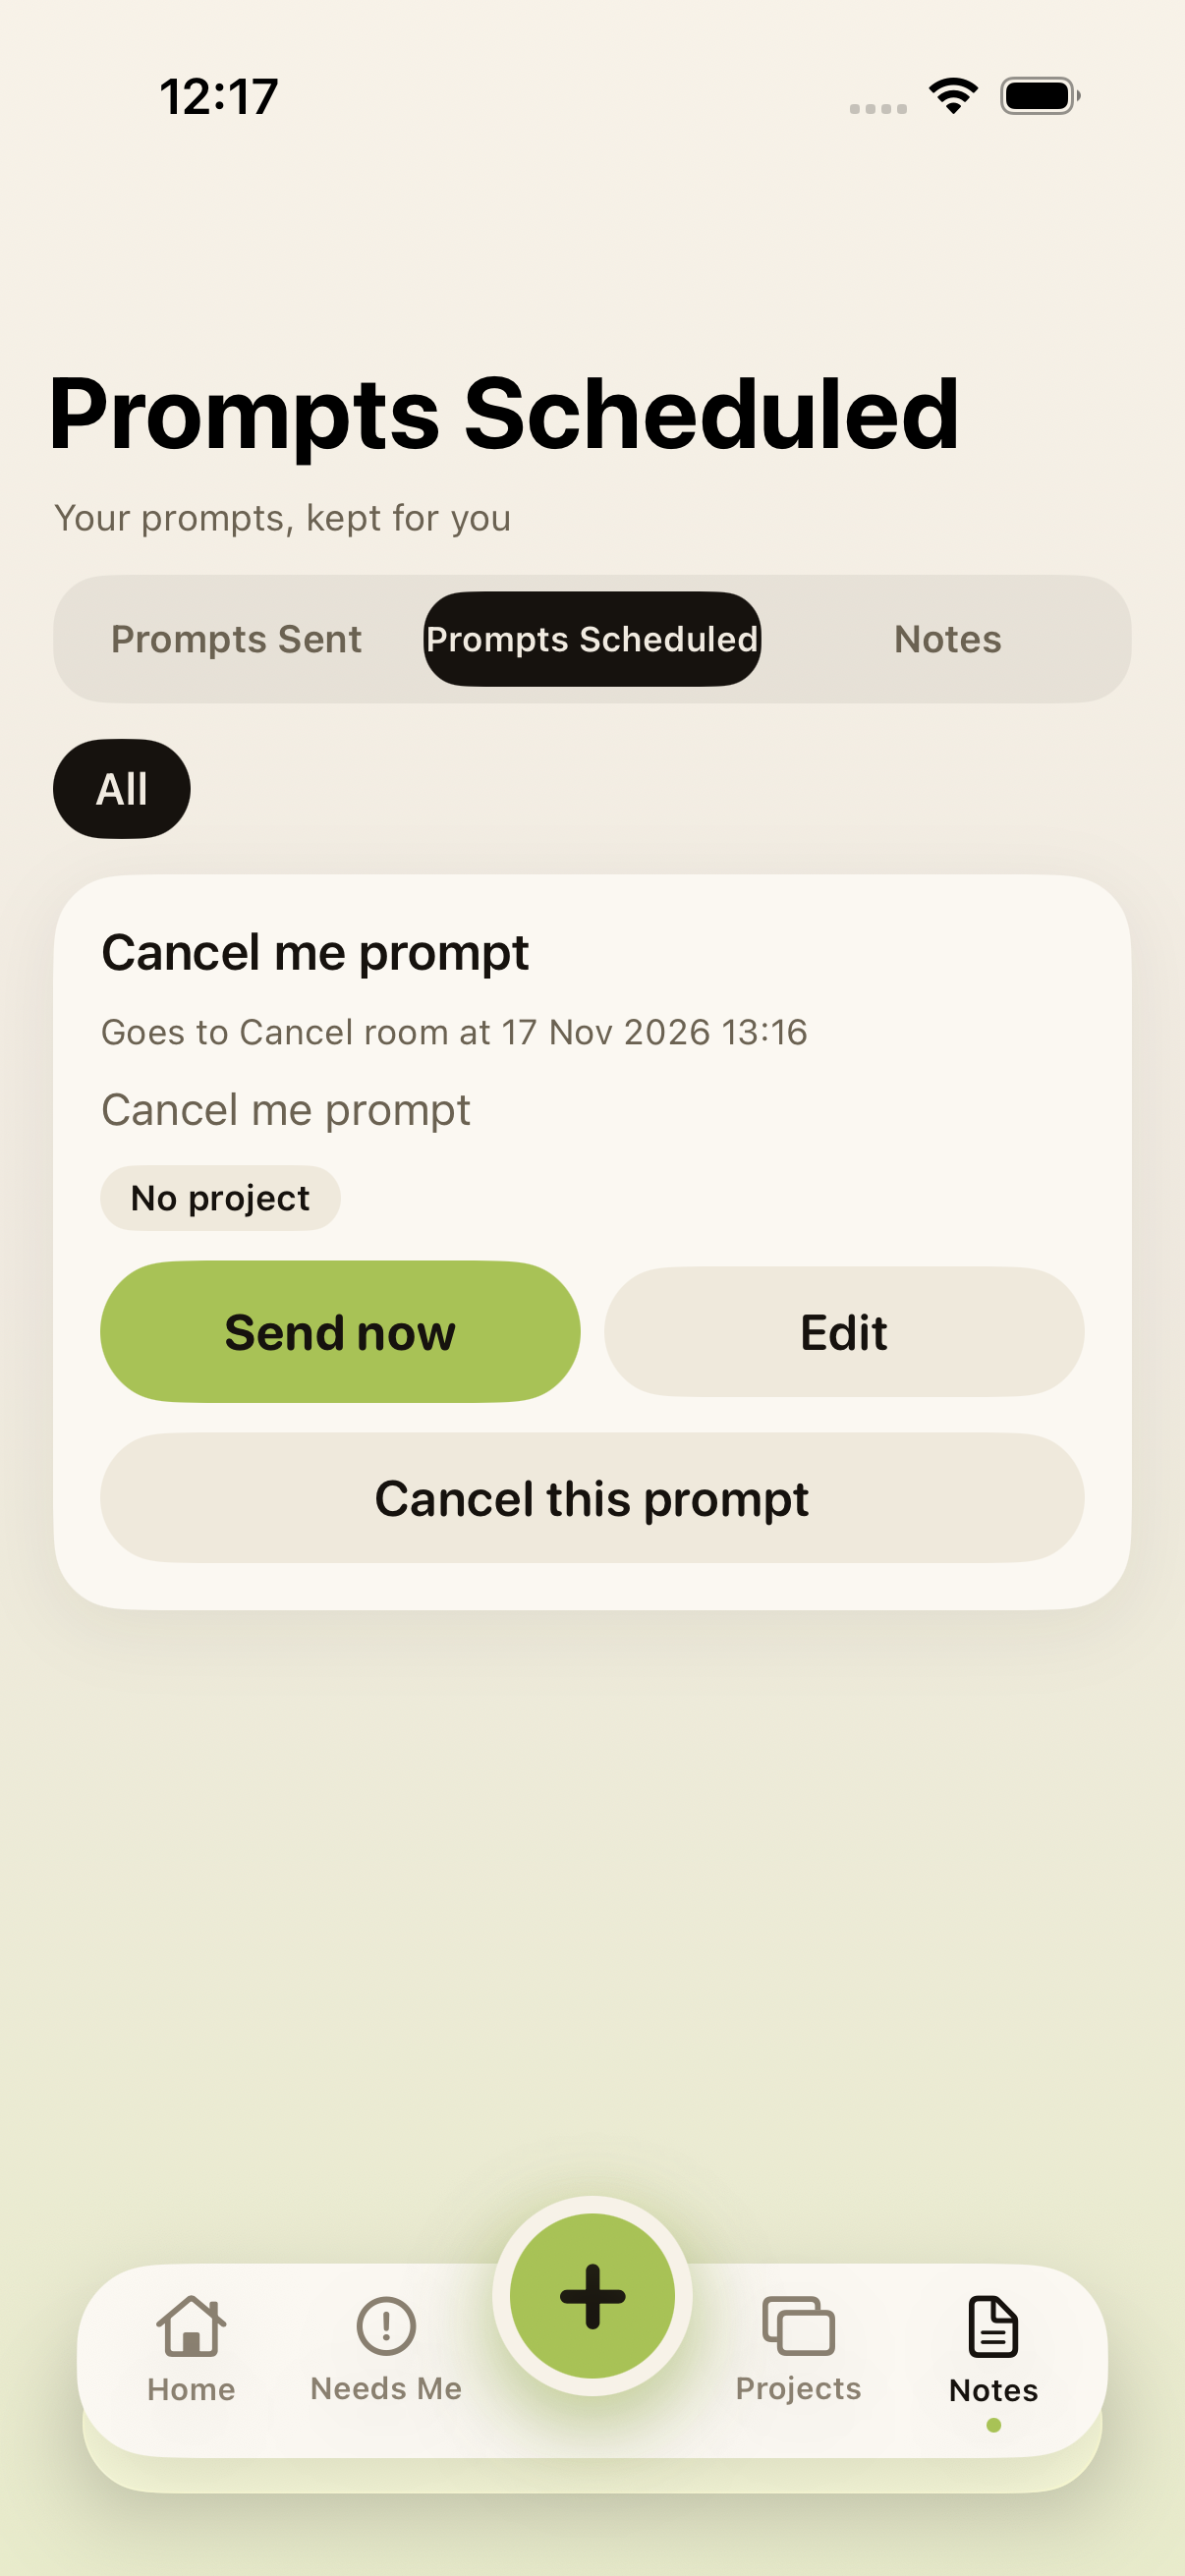 12:17
Prompts Scheduled
Your prompts, kept for you
Prompts Sent
Prompts Scheduled
Notes
All
Cancel me prompt
Goes to Cancel room at 17 Nov 2026 13:16
Cancel me prompt
No project
Send now
Edit
Cancel this prompt
Home
Needs Me
Projects
Notes